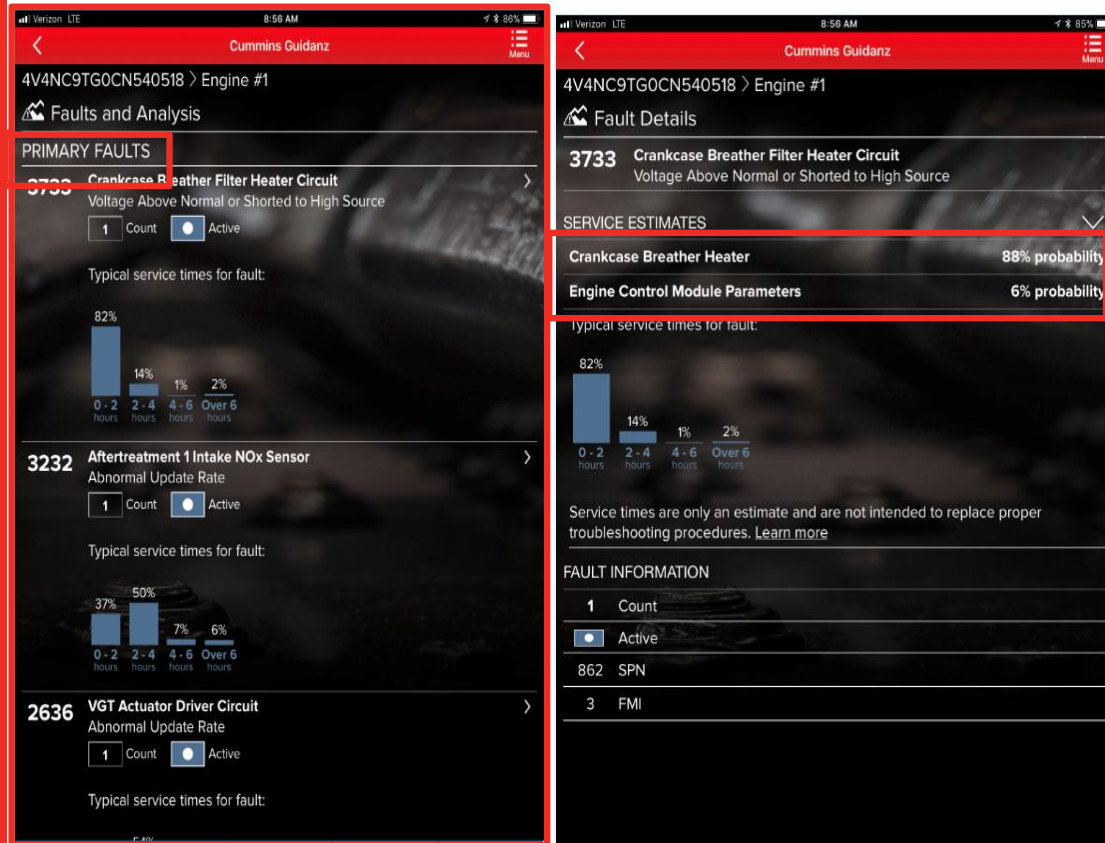 Verizon LTE 8:56 AM 86%
Cummins Guidanz
Menu
4V4NC9TG0CN540518 > Engine #1
Faults and Analysis
PRIMARY FAULTS
3733 Crankcase Breather Filter Heater Circuit
Voltage Above Normal or Shorted to High Source
1 Count Active
Typical service times for fault:
82% 14% 1% 2%
0 - 2 2 - 4 4 - 6 Over 6
hours hours hours hours
3232 Aftertreatment 1 Intake NOx Sensor
Abnormal Update Rate
1 Count Active
Typical service times for fault:
37% 50% 7% 6%
0 - 2 2 - 4 4 - 6 Over 6
hours hours hours hours
2636 VGT Actuator Driver Circuit
Abnormal Update Rate
1 Count Active
Typical service times for fault:
Verizon LTE 8:56 AM 85%
Cummins Guidanz
Menu
4V4NC9TG0CN540518 > Engine #1
Fault Details
3733 Crankcase Breather Filter Heater Circuit
Voltage Above Normal or Shorted to High Source
SERVICE ESTIMATES
Crankcase Breather Heater 88% probability
Engine Control Module Parameters 6% probability
Typical service times for fault:
82% 14% 1% 2%
0 - 2 2 - 4 4 - 6 Over 6
hours hours hours hours
Service times are only an estimate and are not intended to replace proper
troubleshooting procedures. Learn more
FAULT INFORMATION
1 Count
Active
862 SPN
3 FMI